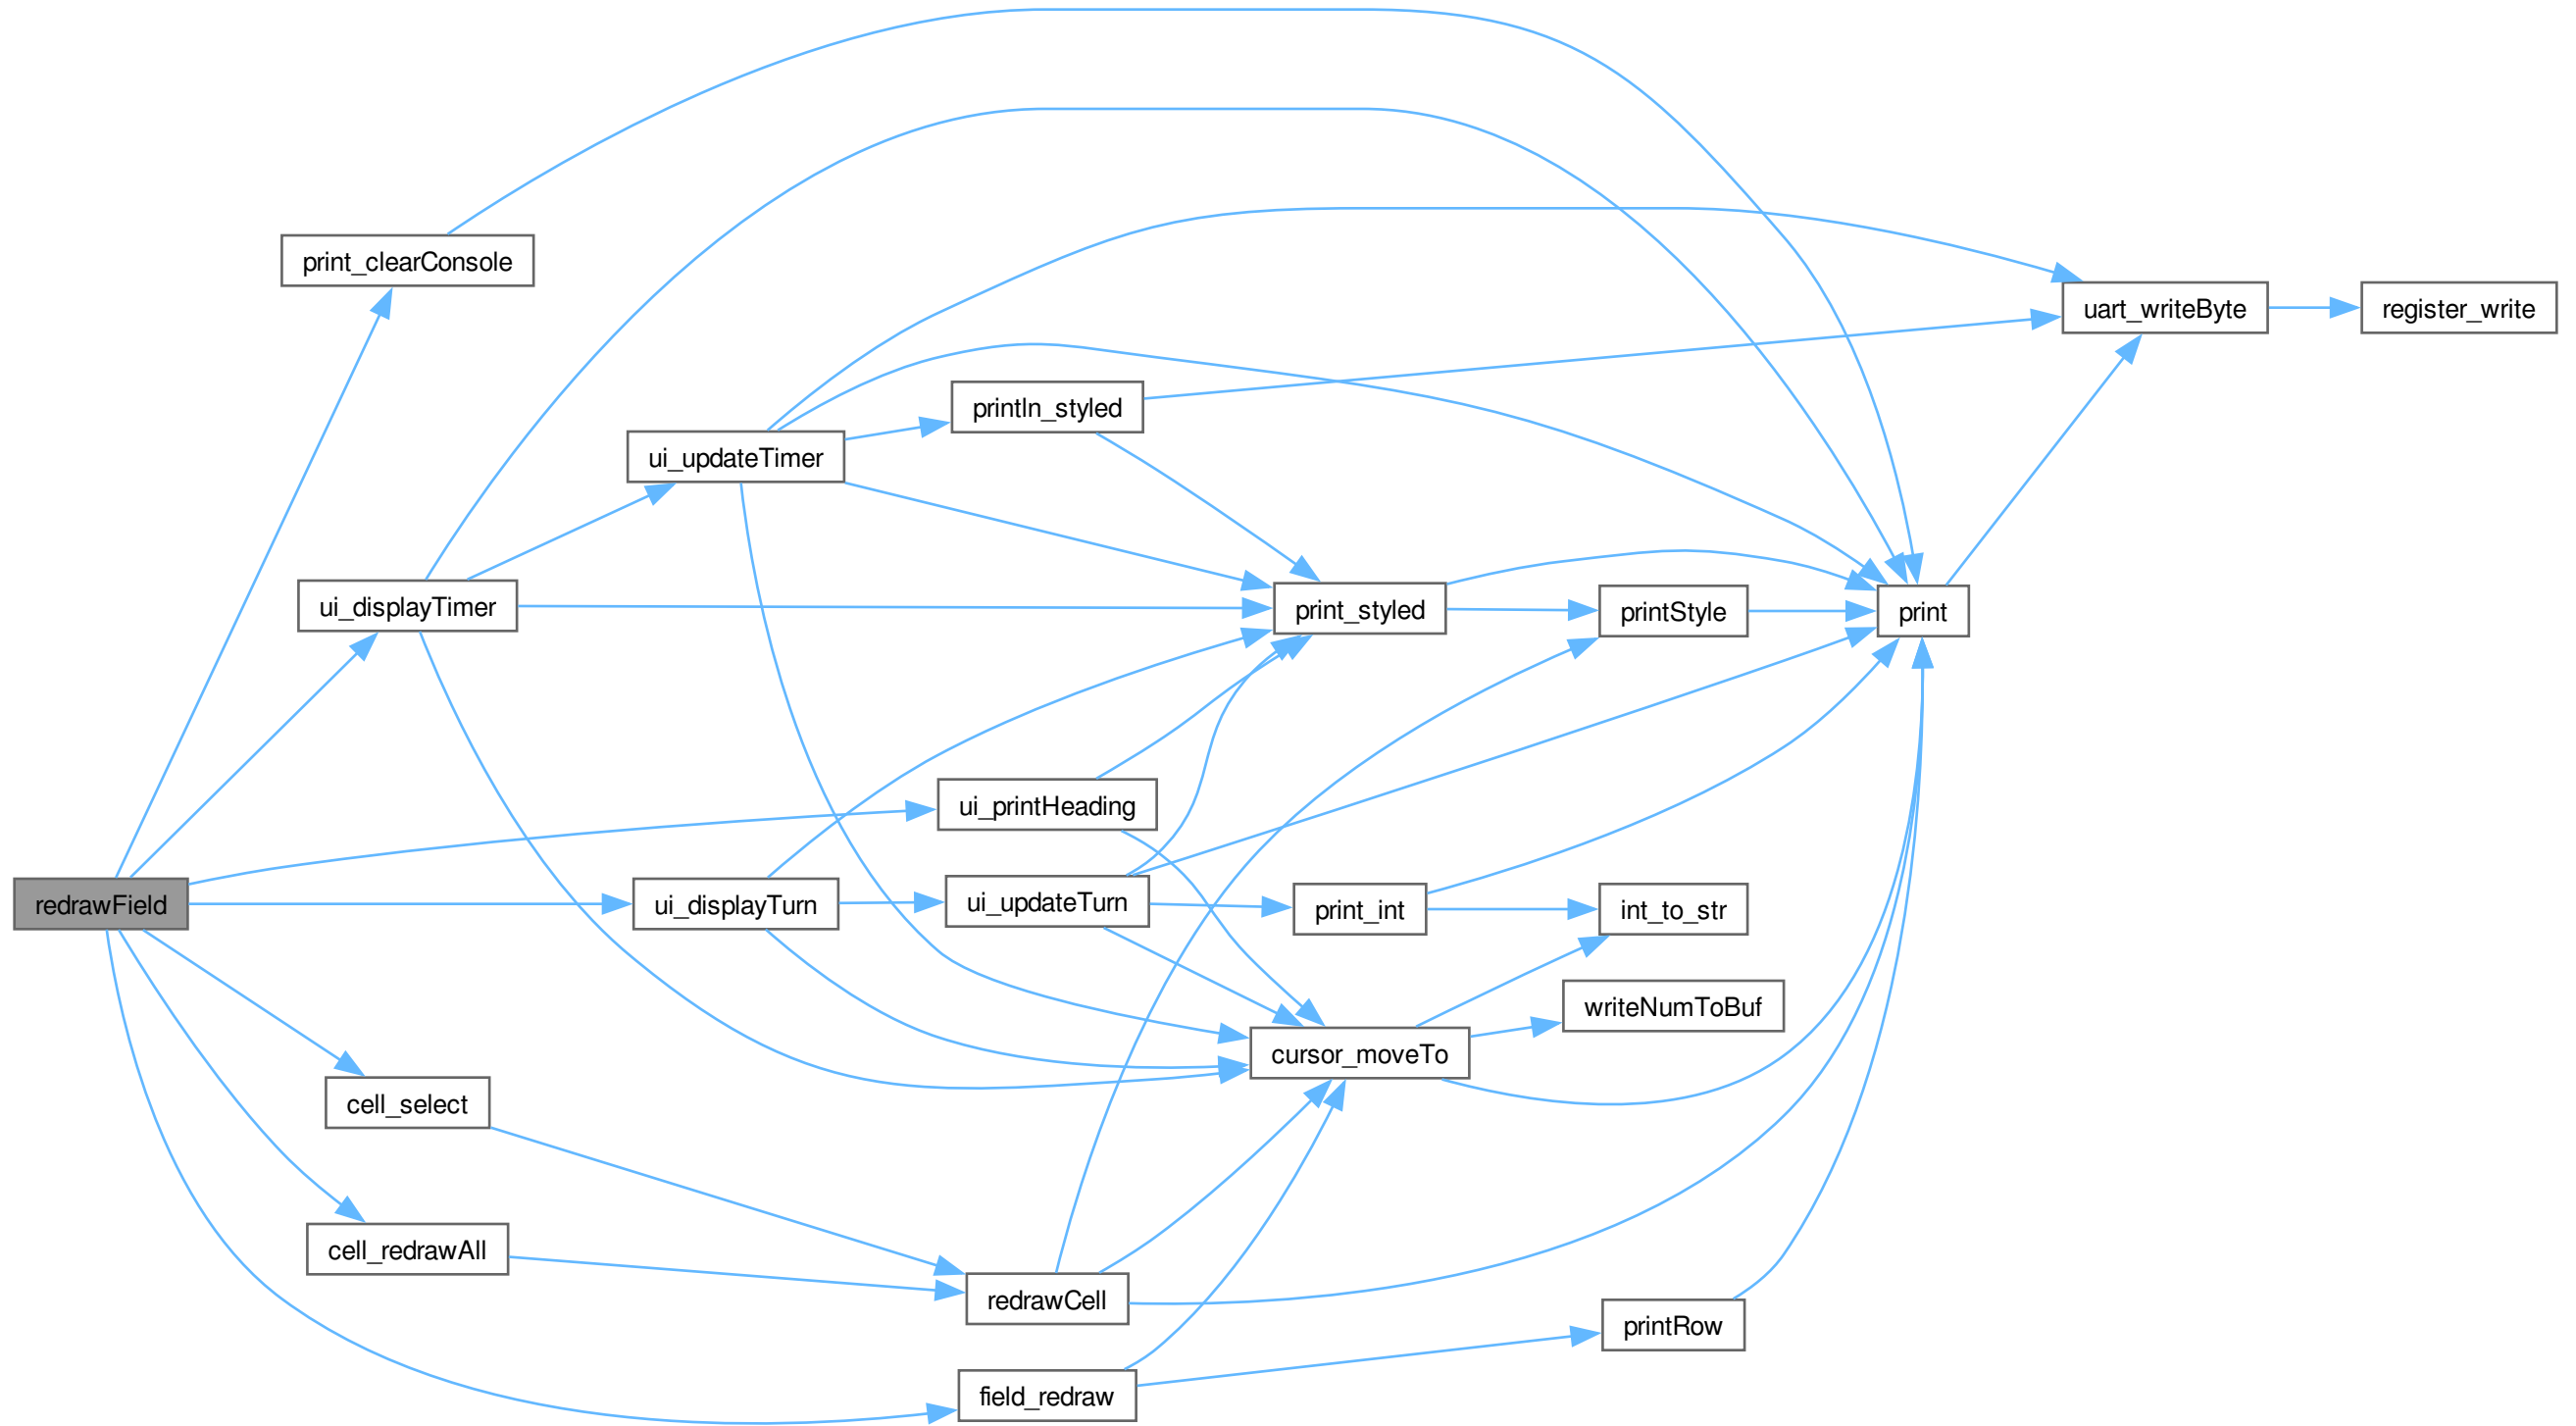 print_clearConsole
uart_writeByte
register_write
println_styled
ui_updateTimer
ui_displayTimer
print_styled
printStyle
print
ui_printHeading
redrawField
ui_displayTurn
ui_updateTurn
print_int
int_to_str
writeNumToBuf
cursor_moveTo
cell_select
cell_redrawAll
redrawCell
printRow
field_redraw